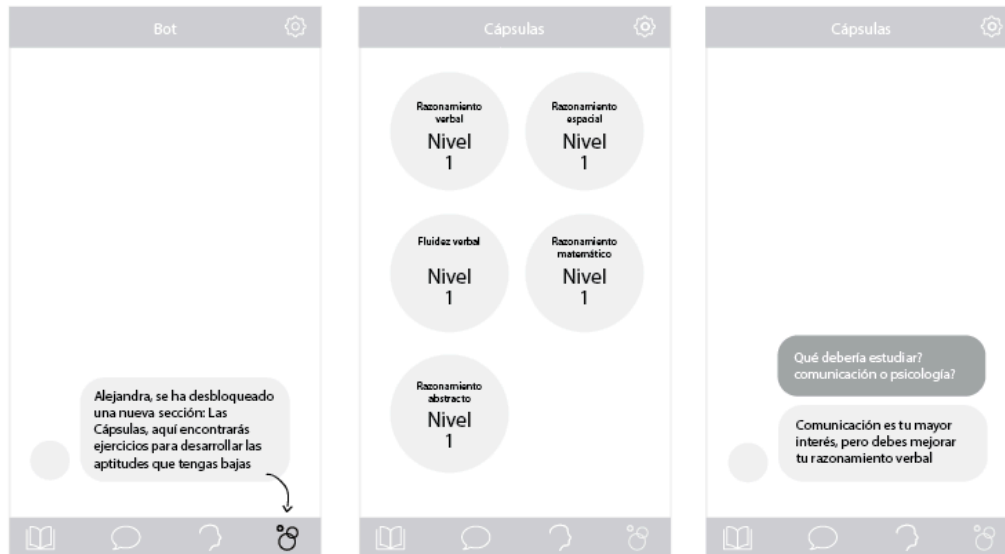 Bot
Alejandra, se ha desbloqueado
una nueva sección: Las
Cápsulas, aquí encontrarás
ejercicios para desarrollar las
aptitudes que tengas bajas
Cápsulas
Razonamiento
verbal
Nivel
1
Razonamiento
espacial
Nivel
1
Fluidez verbal
Nivel
1
Razonamiento
matemático
Nivel
1
Razonamiento
abstracto
Nivel
1
Cápsulas
Qué debería estudiar?
comunicación o psicología?
Comunicación es tu mayor
interés, pero debes mejorar
tu razonamiento verbal